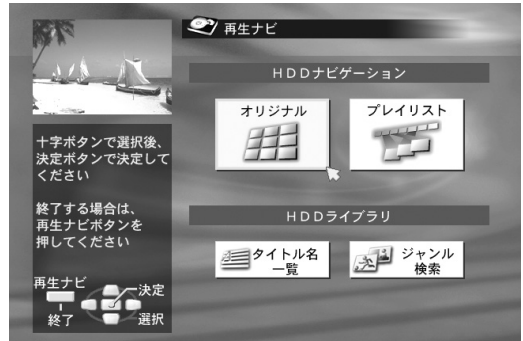 再生ナビ
HDDナビゲーション
オリジナル
プレイリスト
十字ボタンで選択後、
決定ボタンで決定して
ください
終了する場合は、
再生ナビボタンを
押してください
HDDライブラリ
タイトル名
一覧
ジャンル
検索
再生ナビ
決定
終了
選択